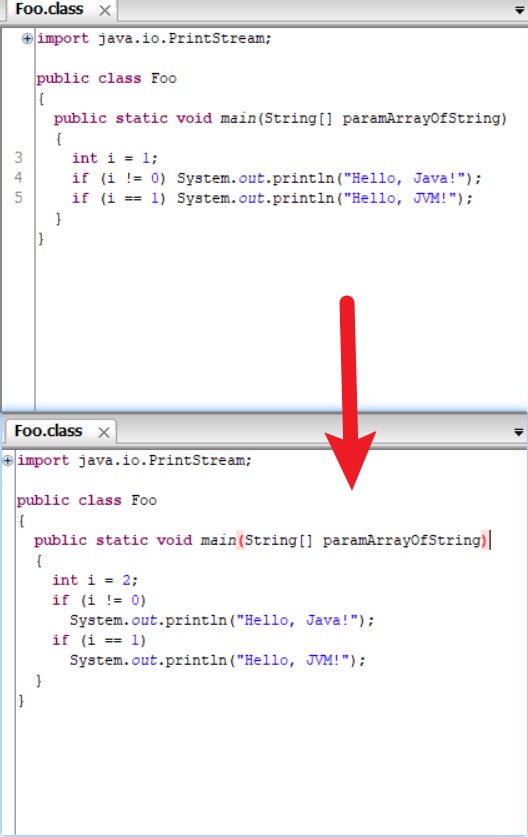 Foo.class
import java.io.PrintStream;
public class Foo
{
public static void main(String[] paramArrayOfString)
{
3 int i = 1;
4 if (i != 0) System.out.println("Hello, Java!");
5 if (i == 1) System.out.println("Hello, JVM!");
}
}
Foo.class
import java.io.PrintStream;
public class Foo
{
public static void main(String[] paramArrayOfString)
{
int i = 2;
if (i != 0)
System.out.println("Hello, Java!");
if (i == 1)
System.out.println("Hello, JVM!");
}
}